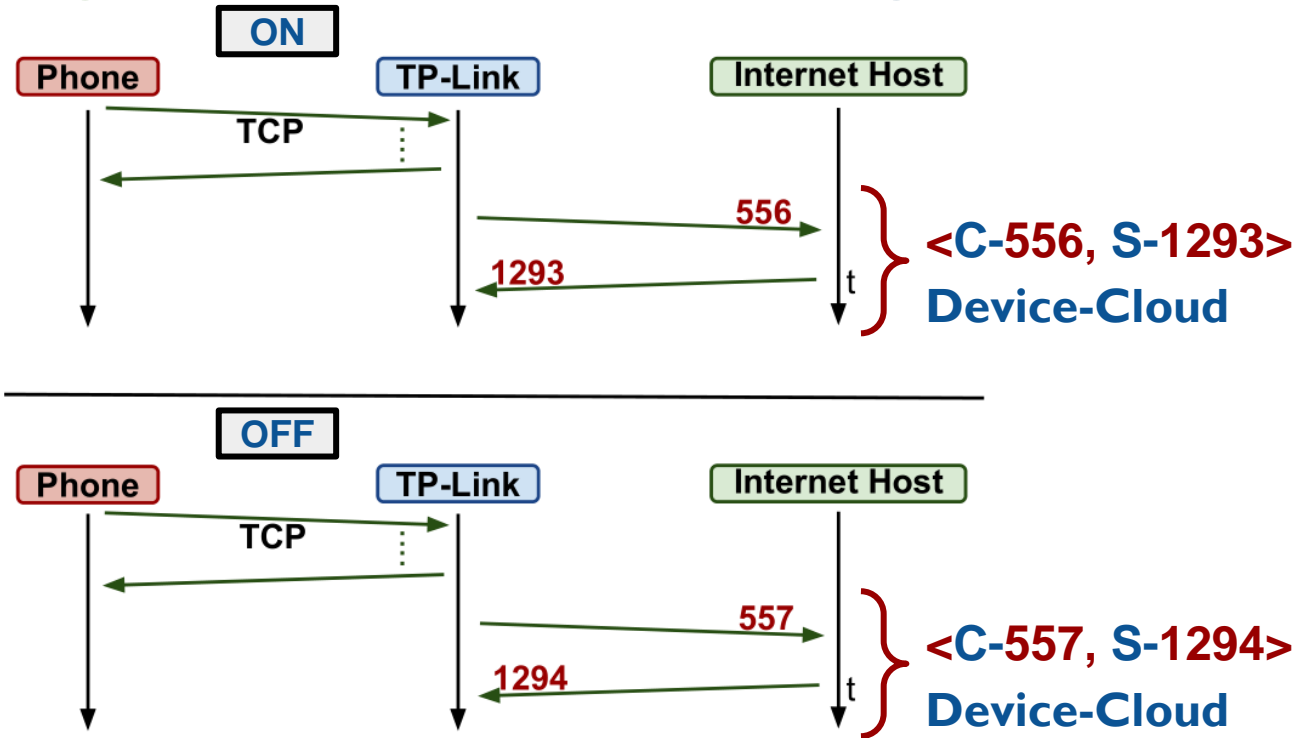 ON
Phone TP-Link Internet Host
TCP
556
<C-556, S-1293>
1293
t
Device-Cloud
OFF
Phone TP-Link Internet Host
TCP
557
<C-557, S-1294>
1294
t
Device-Cloud